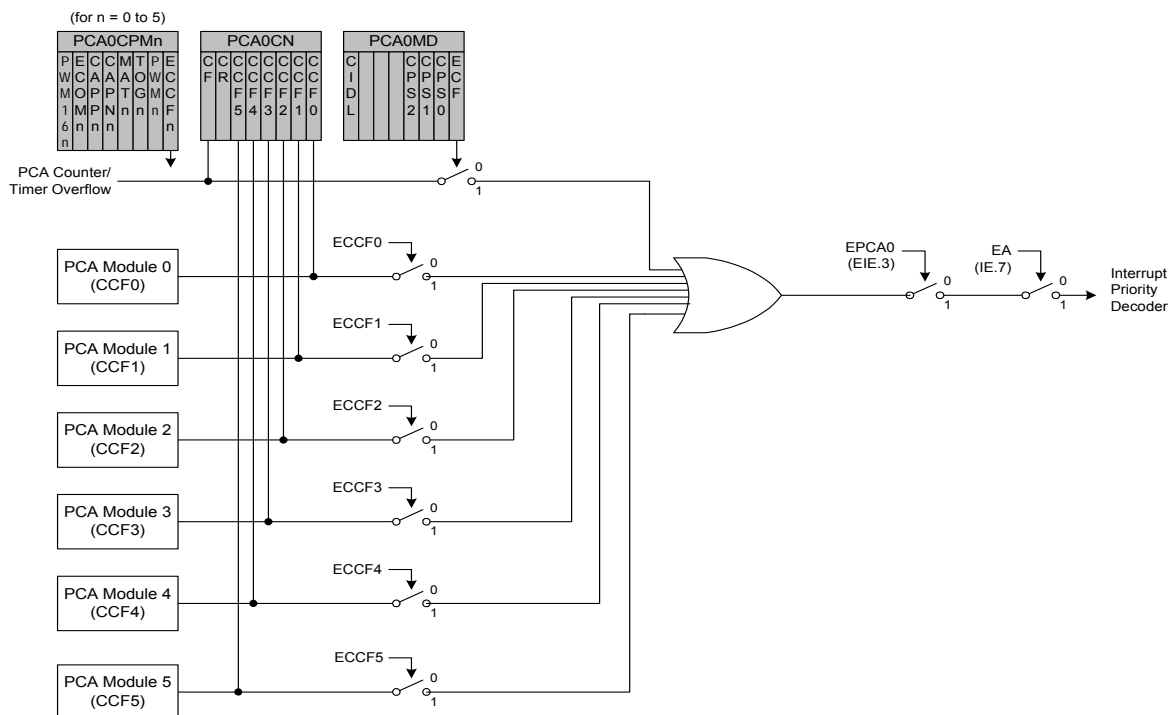 (for n = 0 to 5)
PCA0CPMn
PWM16n
ECOMn
CAPPn
CAPNn
MATn
TOGn
PWMn
ECCFn
PCA0CN
CF
CR
CCF5
CCF4
CCF3
CCF2
CCF1
CCF0
PCA0MD
CIDL
CPS2
CPS1
CPS0
ECF
PCA Counter/
Timer Overflow
0
1
PCA Module 0
(CCF0)
ECCF0
0
1
EPCA0
(EIE.3)
0
1
EA
(IE.7)
0
1
Interrupt
Priority
Decoder
PCA Module 1
(CCF1)
ECCF1
0
1
PCA Module 2
(CCF2)
ECCF2
0
1
PCA Module 3
(CCF3)
ECCF3
0
1
PCA Module 4
(CCF4)
ECCF4
0
1
PCA Module 5
(CCF5)
ECCF5
0
1